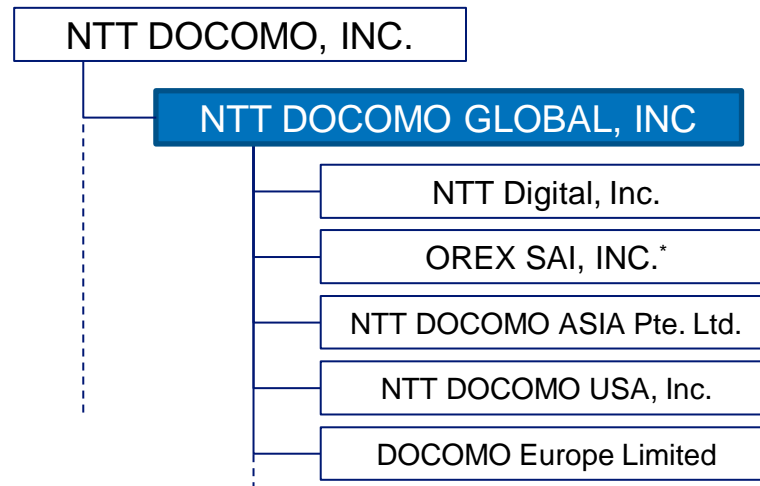 NTT DOCOMO, INC.
NTT DOCOMO GLOBAL, INC
NTT Digital, Inc.
OREX SAI, INC.*
NTT DOCOMO ASIA Pte. Ltd.
NTT DOCOMO USA, Inc.
DOCOMO Europe Limited